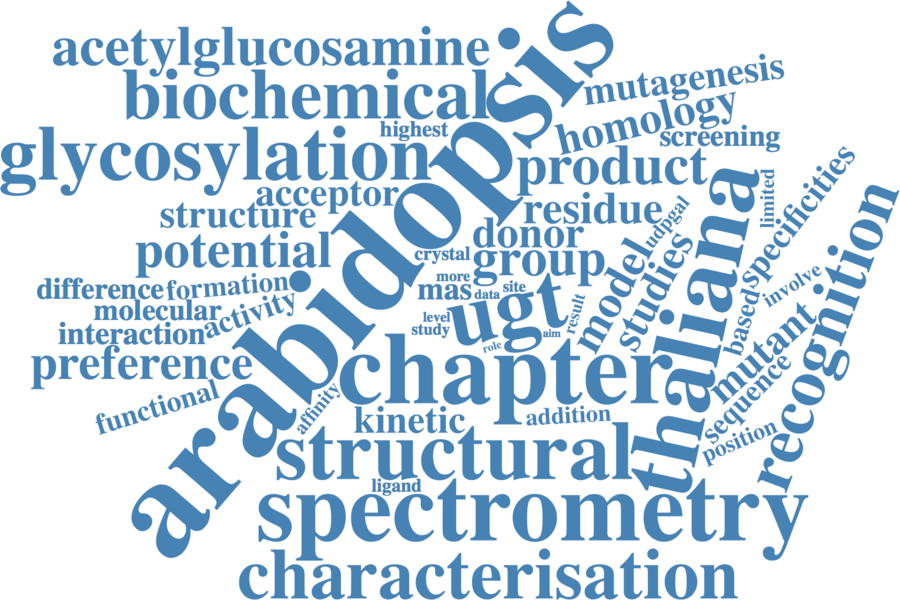 acetylglucosamine
biochemical
mutagenesis
homology
highest
screening
glycosylation
arabidopsis
product
acceptor
structure
residue
limited
specificities
potential
donor
udpgal
crystal
group
model
studies
thaliana
recognition
difference
formation
more
mas
data
site
molecular
activity
ugt
result
based
involve
interaction
level
study
role
aim
preference
chapter
mutant
functional
affinity
kinetic
addition
sequence
position
structural
ligand
spectrometry
characterisation